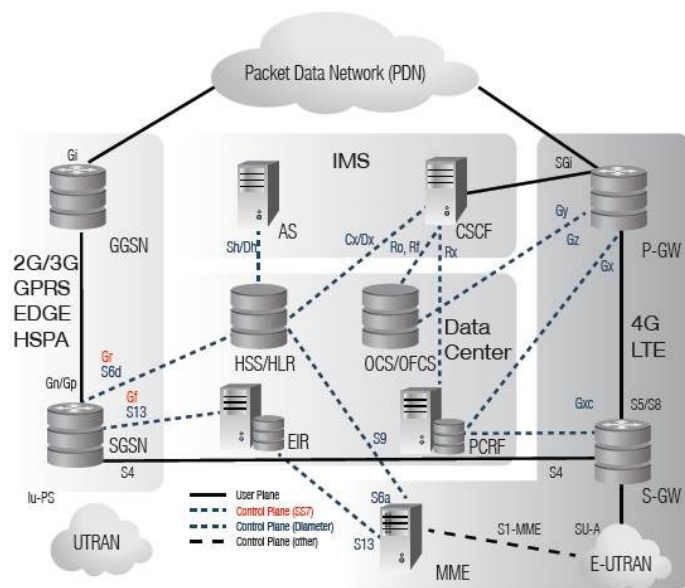 Packet Data Network (PDN)
Gi
IMS
SGi
AS
CSCF
GGSN
P-GW
Sh/Dh
Cx/Dx
Ro, Rf
Rx
Gy
Gz
Gx
2G/3G
GPRS
EDGE
HSPA
HSS/HLR
OCS/OFCS
Data
Center
4G
LTE
Gr
S6d
Gn/Gp
Gf
S13
Gxc
S5/S8
SGSN
EIR
S9
PCRF
S4
S4
S-GW
Iu-PS
UTRAN
User Plane
Control Plane (SS7)
Control Plane (Diameter)
Control Plane (other)
S6a
S13
MME
S1-MME
SU-A
E-UTRAN